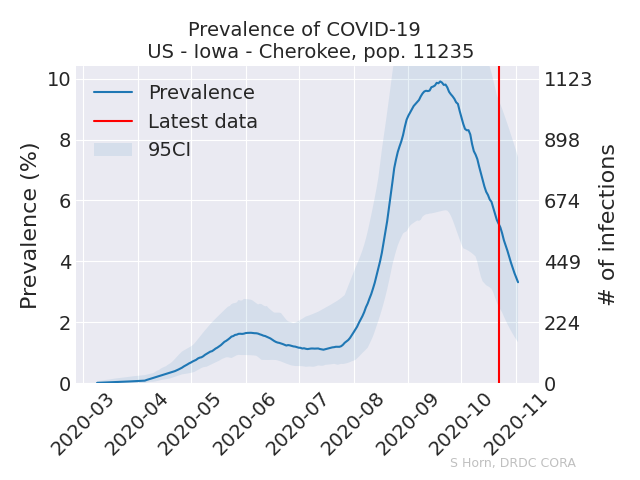 Prevalence of COVID-19
US - Iowa - Cherokee, pop. 11235
Prevalence
Latest data
95CI
Prevalence (%)
10
8
6
4
2
0
1123
898
674
449
224
0
# of infections
2020-03
2020-04
2020-05
2020-06
2020-07
2020-08
2020-09
2020-10
2020-11
S Horn, DRDC CORA